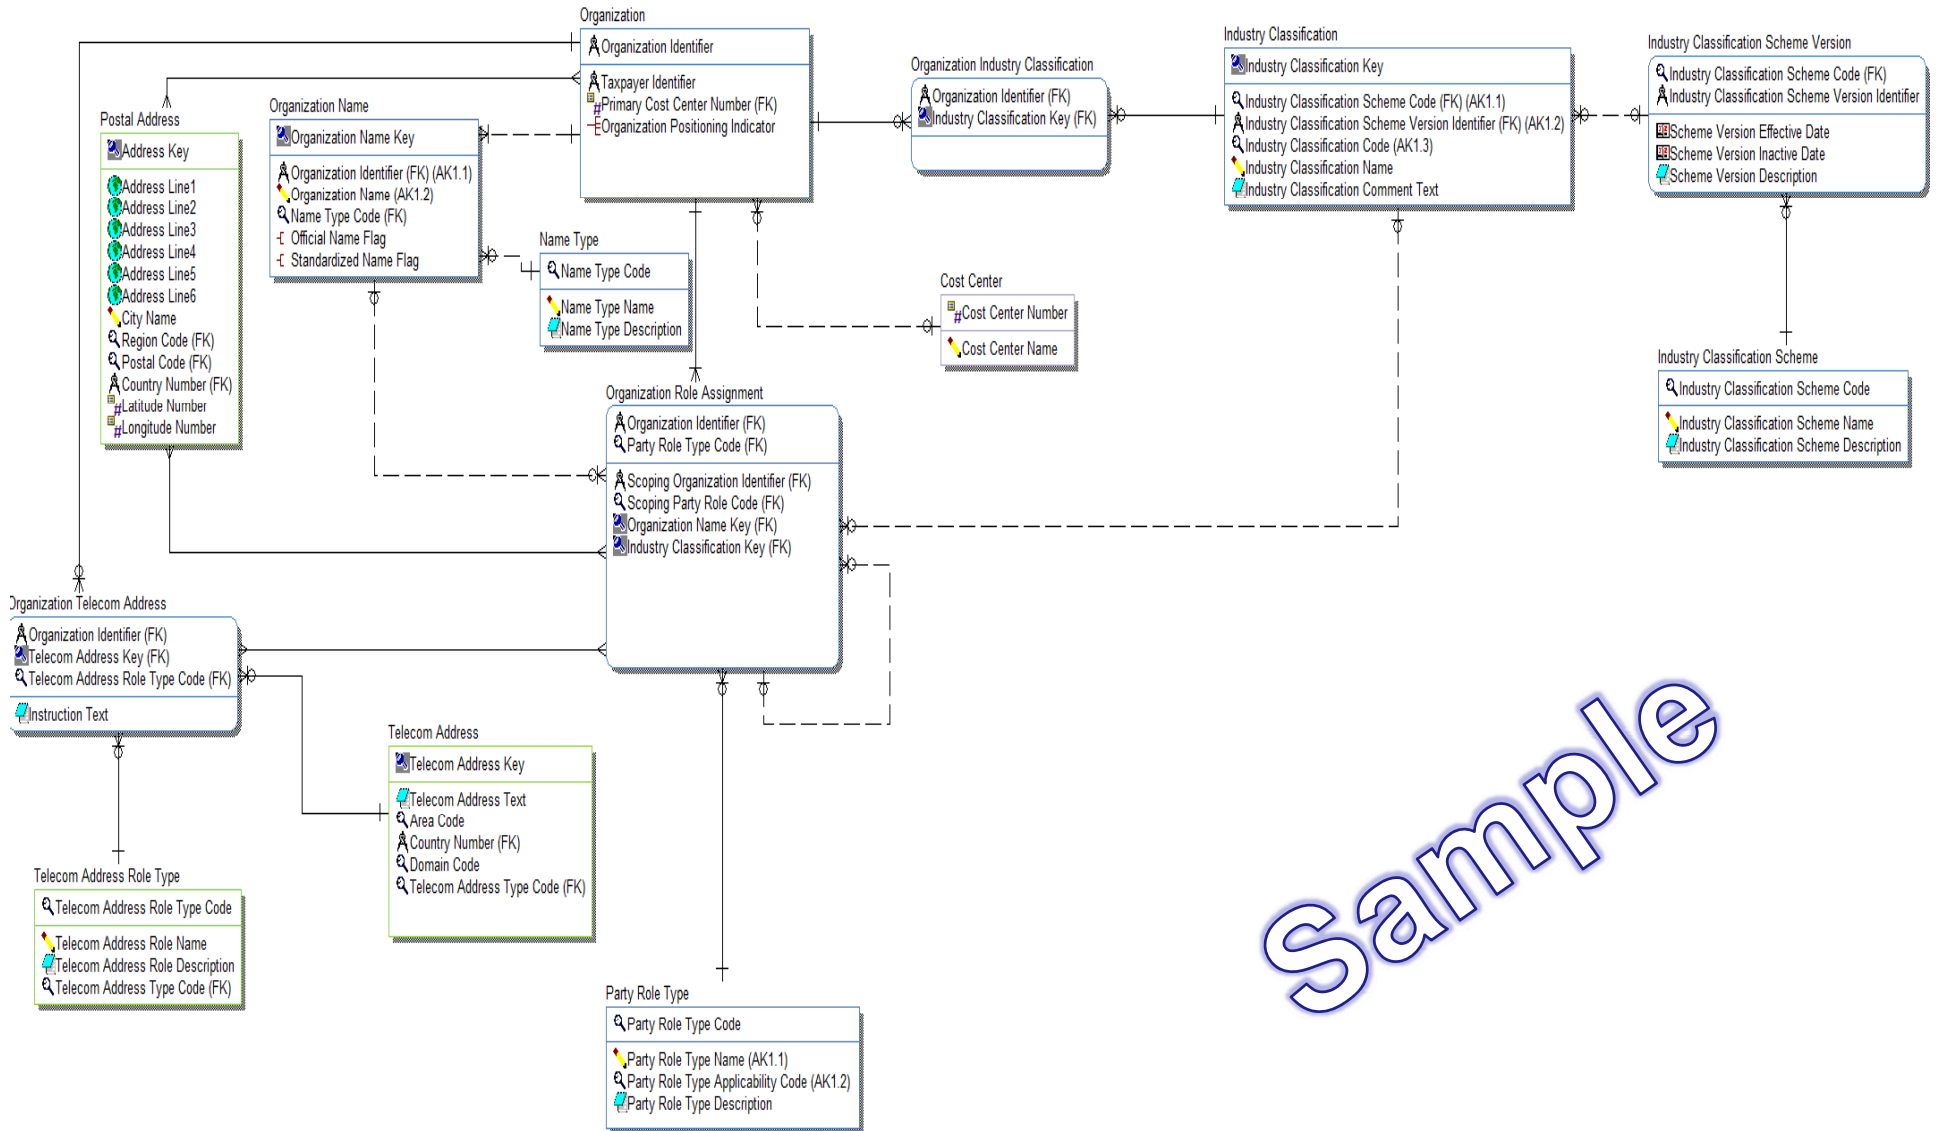 Organization
Organization Identifier
Taxpayer Identifier
Primary Cost Center Number (FK)
Organization Positioning Indicator
Postal Address
Address Key
Address Line1
Address Line2
Address Line3
Address Line4
Address Line5
Address Line6
City Name
Region Code (FK)
Postal Code (FK)
Country Number (FK)
Latitude Number
Longitude Number
Organization Name
Organization Name Key
Organization Identifier (FK) (AK1.1)
Organization Name (AK1.2)
Name Type Code (FK)
Official Name Flag
Standardized Name Flag
Name Type
Name Type Code
Name Type Name
Name Type Description
Organization Industry Classification
Organization Identifier (FK)
Industry Classification Key (FK)
Industry Classification
Industry Classification Key
Industry Classification Scheme Code (FK) (AK1.1)
Industry Classification Scheme Version Identifier (FK) (AK1.2)
Industry Classification Code (AK1.3)
Industry Classification Name
Industry Classification Comment Text
Industry Classification Scheme Version
Industry Classification Scheme Code (FK)
Industry Classification Scheme Version Identifier
Scheme Version Effective Date
Scheme Version Inactive Date
Scheme Version Description
Cost Center
Cost Center Number
Cost Center Name
Industry Classification Scheme
Industry Classification Scheme Code
Industry Classification Scheme Name
Industry Classification Scheme Description
Organization Role Assignment
Organization Identifier (FK)
Party Role Type Code (FK)
Scoping Organization Identifier (FK)
Scoping Party Role Code (FK)
Organization Name Key (FK)
Industry Classification Key (FK)
Organization Telecom Address
Organization Identifier (FK)
Telecom Address Key (FK)
Telecom Address Role Type Code (FK)
Instruction Text
Telecom Address
Telecom Address Key
Telecom Address Text
Area Code
Country Number (FK)
Domain Code
Telecom Address Type Code (FK)
Telecom Address Role Type
Telecom Address Role Type Code
Telecom Address Role Name
Telecom Address Role Description
Telecom Address Type Code (FK)
Party Role Type
Party Role Type Code
Party Role Type Name (AK1.1)
Party Role Type Applicability Code (AK1.2)
Party Role Type Description
Sample